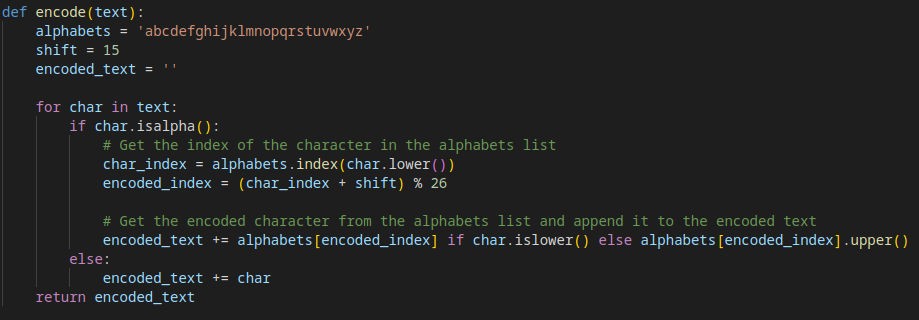 def encode(text):
    alphabets = 'abcdefghijklmnopqrstuvwxyz'
    shift = 15
    encoded_text = ''

    for char in text:
        if char.isalpha():
            # Get the index of the character in the alphabets list
            char_index = alphabets.index(char.lower())
            encoded_index = (char_index + shift) % 26

            # Get the encoded character from the alphabets list and append it to the encoded text
            encoded_text += alphabets[encoded_index] if char.islower() else alphabets[encoded_index].upper()
        else:
            encoded_text += char
    return encoded_text